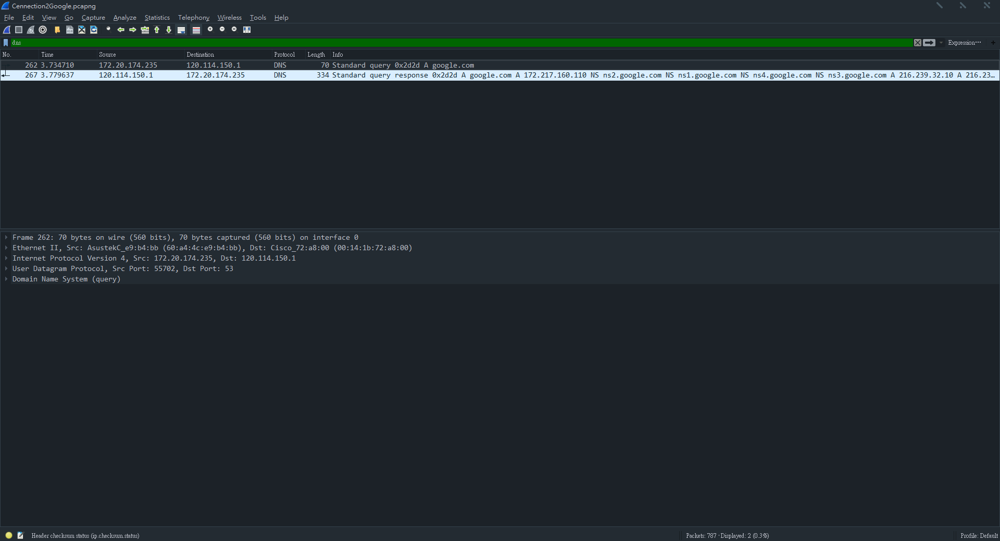 Cennection2Google.pcapng
File Edit View Go Capture Analyze Statistics Telephony Wireless Tools Help
dns Expression…
No. Time Source Destination Protocol Length Info
262 3.734710 172.20.174.235 120.114.150.1 DNS 70 Standard query 0x2d2d A google.com
267 3.779637 120.114.150.1 172.20.174.235 DNS 334 Standard query response 0x2d2d A google.com A 172.217.160.110 NS ns2.google.com NS ns1.google.com NS ns4.google.com NS ns3.google.com A 216.239.32.10 A 216.23…
Frame 262: 70 bytes on wire (560 bits), 70 bytes captured (560 bits) on interface 0
Ethernet II, Src: AsustekC_e9:b4:bb (60:a4:4c:e9:b4:bb), Dst: Cisco_72:a8:00 (00:14:1b:72:a8:00)
Internet Protocol Version 4, Src: 172.20.174.235, Dst: 120.114.150.1
User Datagram Protocol, Src Port: 55702, Dst Port: 53
Domain Name System (query)
Header checksum status (ip.checksum.status) Packets: 787 · Displayed: 2 (0.3%) Profile: Default